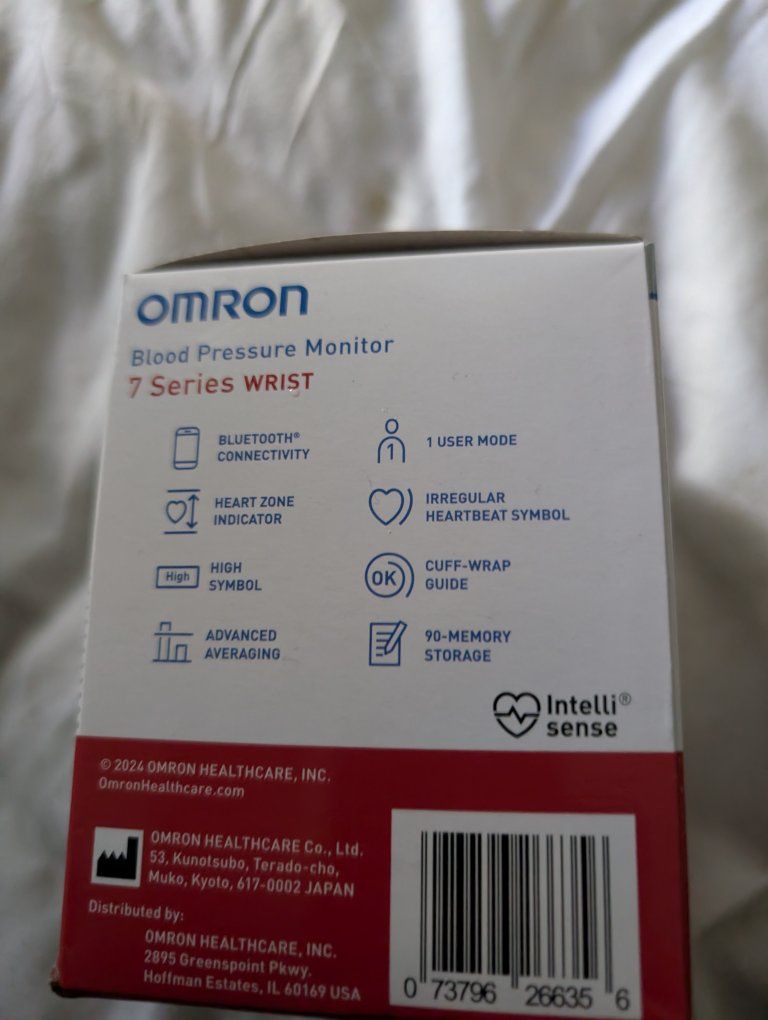 OMRON
Blood Pressure Monitor
7 Series WRIST
BLUETOOTH®
CONNECTIVITY
1
1 USER MODE
HEART ZONE
INDICATOR
IRREGULAR
HEARTBEAT SYMBOL
High
HIGH
SYMBOL
OK
CUFF-WRAP
GUIDE
ADVANCED
AVERAGING
90-MEMORY
STORAGE
Intelli®
sense
© 2024 OMRON HEALTHCARE, INC.
OmronHealthcare.com
OMRON HEALTHCARE Co., Ltd.
53, Kunotsubo, Terado-cho,
Muko, Kyoto, 617-0002 JAPAN
Distributed by:
OMRON HEALTHCARE, INC.
2895 Greenspoint Pkwy.
Hoffman Estates, IL 60169 USA
0 73796 26635 6